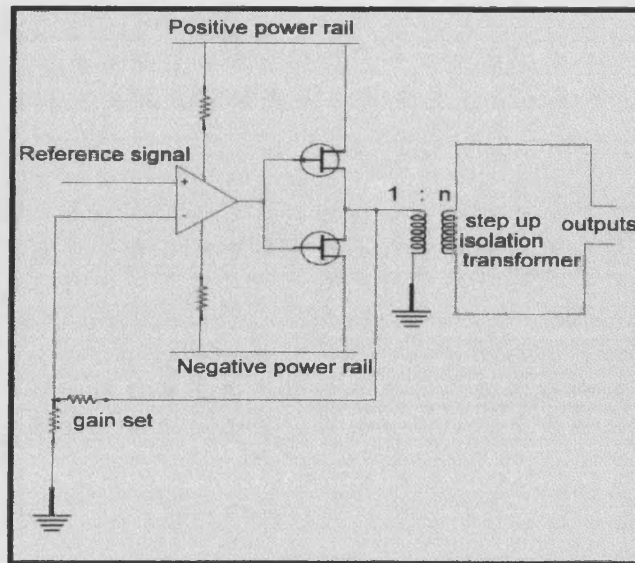 Positive power rail
Reference signal
+
-
1 : n
step up
isolation
transformer
outputs
Negative power rail
gain set